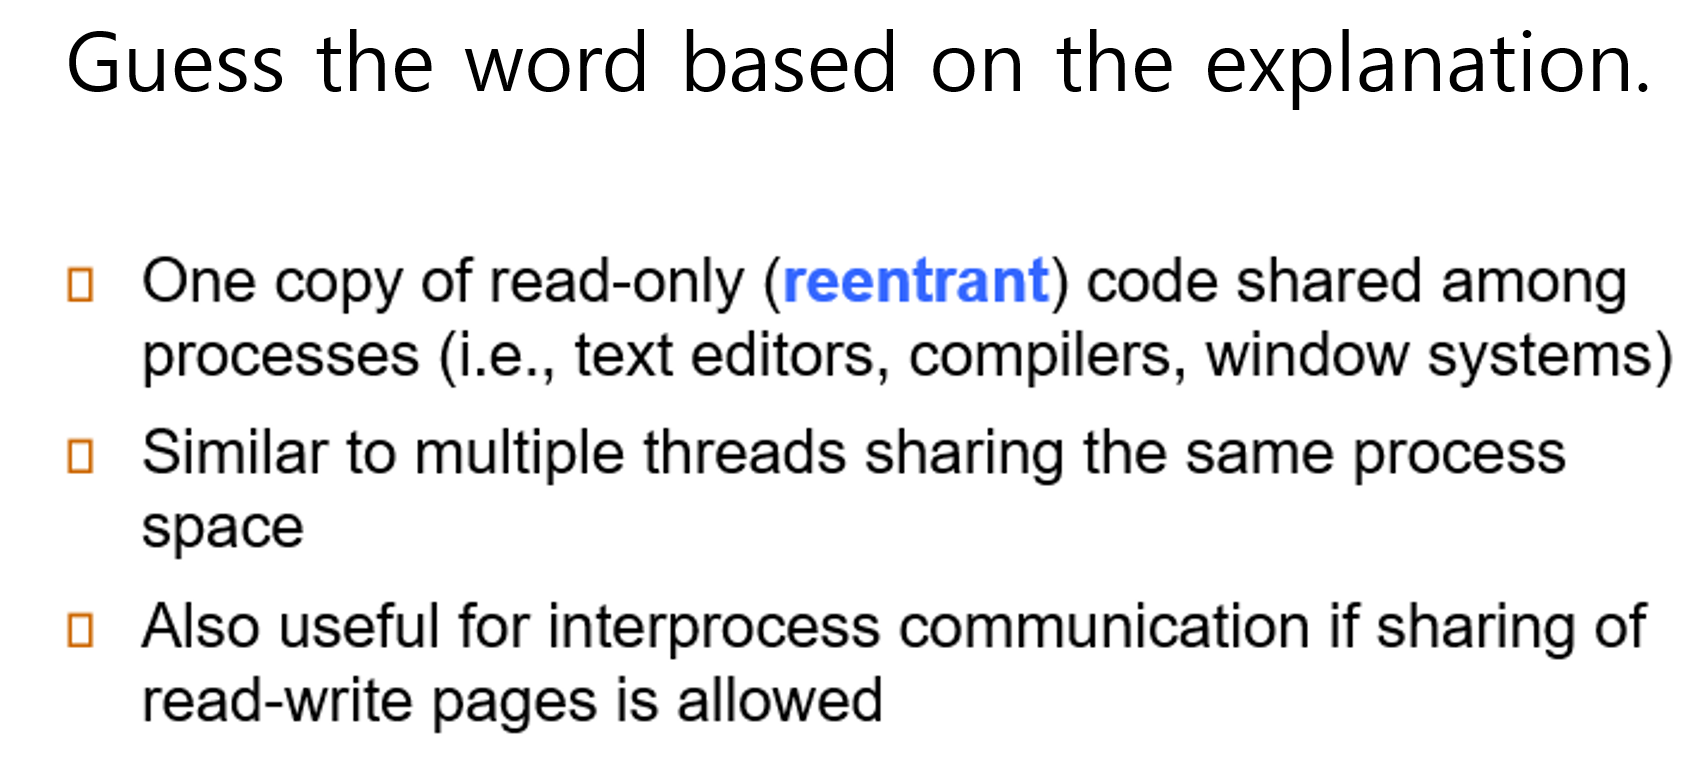 Guess the word based on the explanation.
One copy of read-only (reentrant) code shared among
processes (i.e., text editors, compilers, window systems)
Similar to multiple threads sharing the same process
space
Also useful for interprocess communication if sharing of
read-write pages is allowed